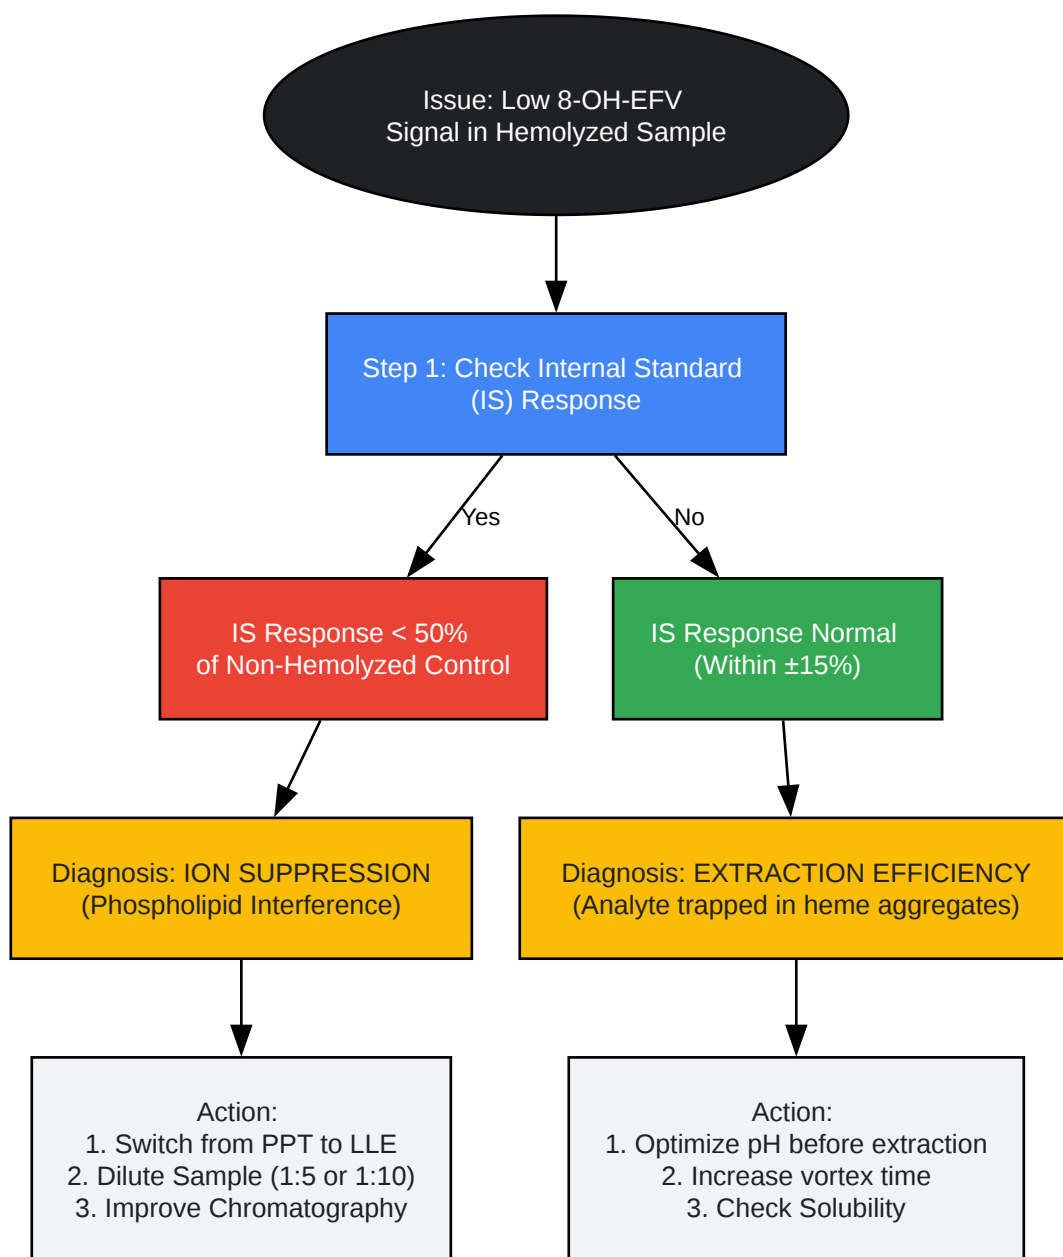 Issue: Low 8-OH-EFV
Signal in Hemolyzed Sample
Step 1: Check Internal Standard
(IS) Response
Yes
No
IS Response < 50%
of Non-Hemolyzed Control
IS Response Normal
(Within ±15%)
Diagnosis: ION SUPPRESSION
(Phospholipid Interference)
Diagnosis: EXTRACTION EFFICIENCY
(Analyte trapped in heme aggregates)
Action:
1. Switch from PPT to LLE
2. Dilute Sample (1:5 or 1:10)
3. Improve Chromatography
Action:
1. Optimize pH before extraction
2. Increase vortex time
3. Check Solubility